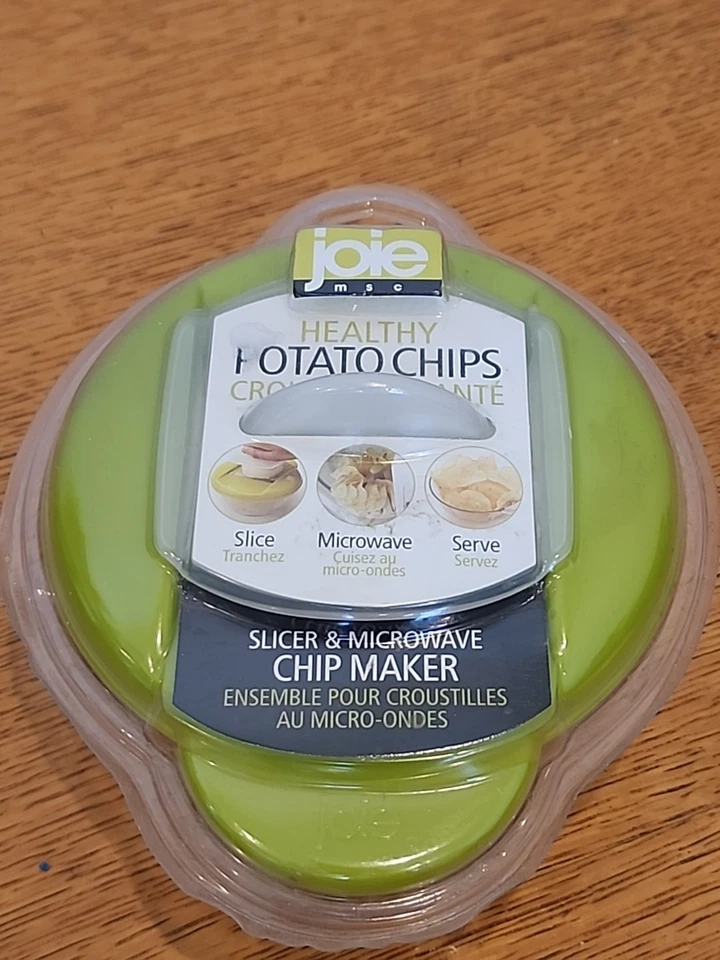 joie
msc
HEALTHY
POTATO CHIPS
Slice
Tranchez
Microwave
Cuisez au
micro-ondes
Serve
Servez
SLICER & MICROWAVE
CHIP MAKER
ENSEMBLE POUR CROUSTILLES
AU MICRO-ONDES
joie